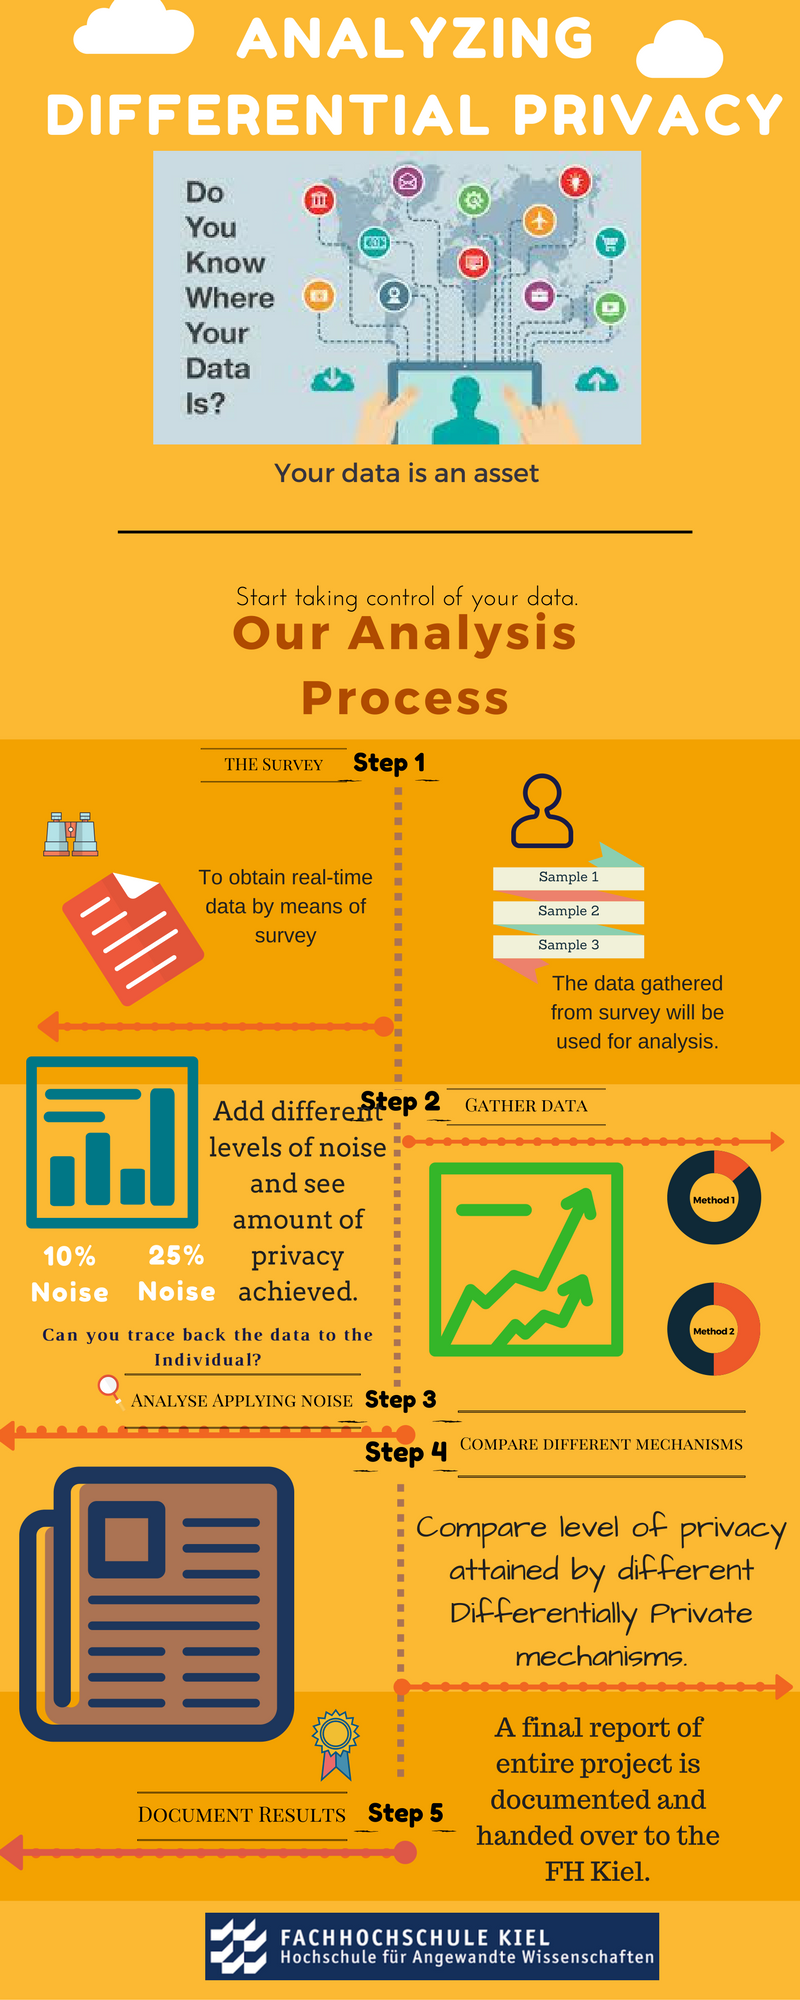 ANALYZING
DIFFERENTIAL PRIVACY
Do
You
Know
Where
Your
Data
Is?
Your data is an asset
Start taking control of your data.
Our Analysis
Process
THE SURVEY
Step 1
To obtain real-time
data by means of
survey
Sample 1
Sample 2
Sample 3
The data gathered
from survey will be
used for analysis.
Step 2
GATHER DATA
Add different
levels of noise
and see
amount of
privacy
achieved.
10%
Noise
25%
Noise
Method 1
Method 2
Can you trace back the data to the
Individual?
ANALYSE APPLYING NOISE
Step 3
Step 4
COMPARE DIFFERENT MECHANISMS
Compare level of privacy
attained by different
Differentially Private
mechanisms.
A final report of
entire project is
documented and
handed over to the
FH Kiel.
DOCUMENT RESULTS
Step 5
FACHHOCHSCHULE KIEL
Hochschule für Angewandte Wissenschaften